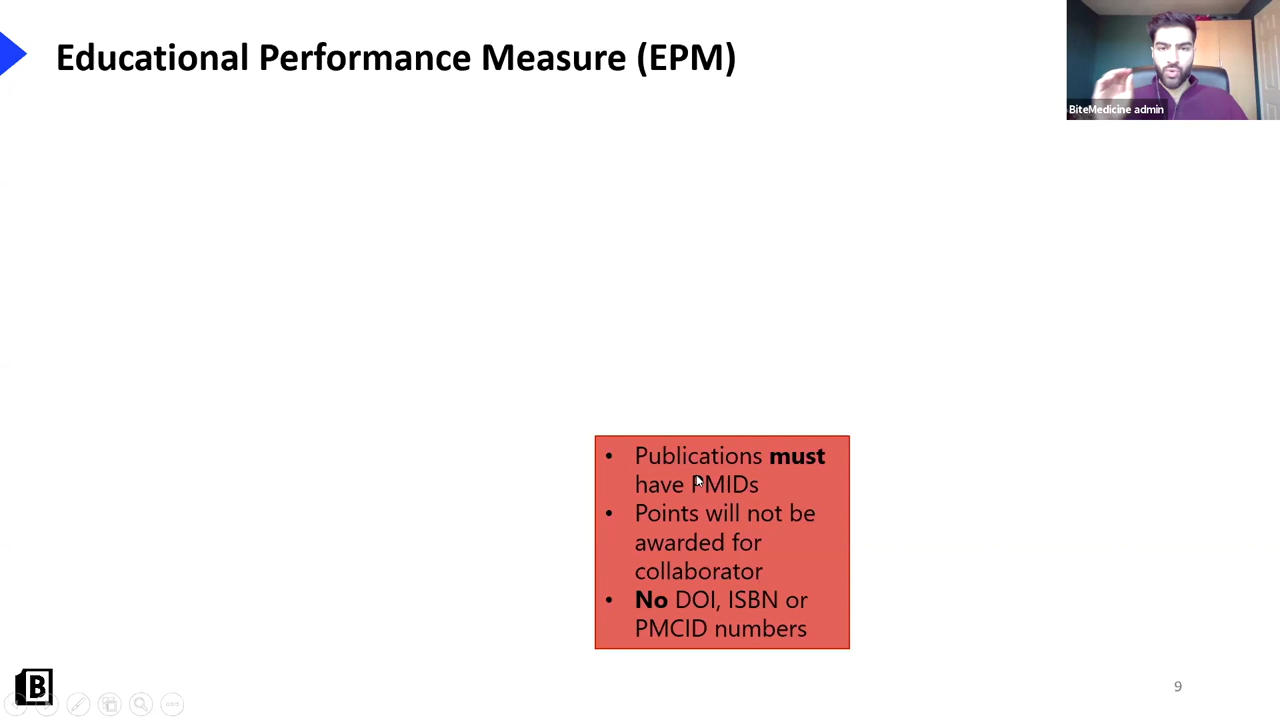 Educational Performance Measure (EPM)
BiteMedicine admin
• Publications must
have PMIDs
• Points will not be
awarded for
collaborator
• No DOI, ISBN or
PMCID numbers
B
9